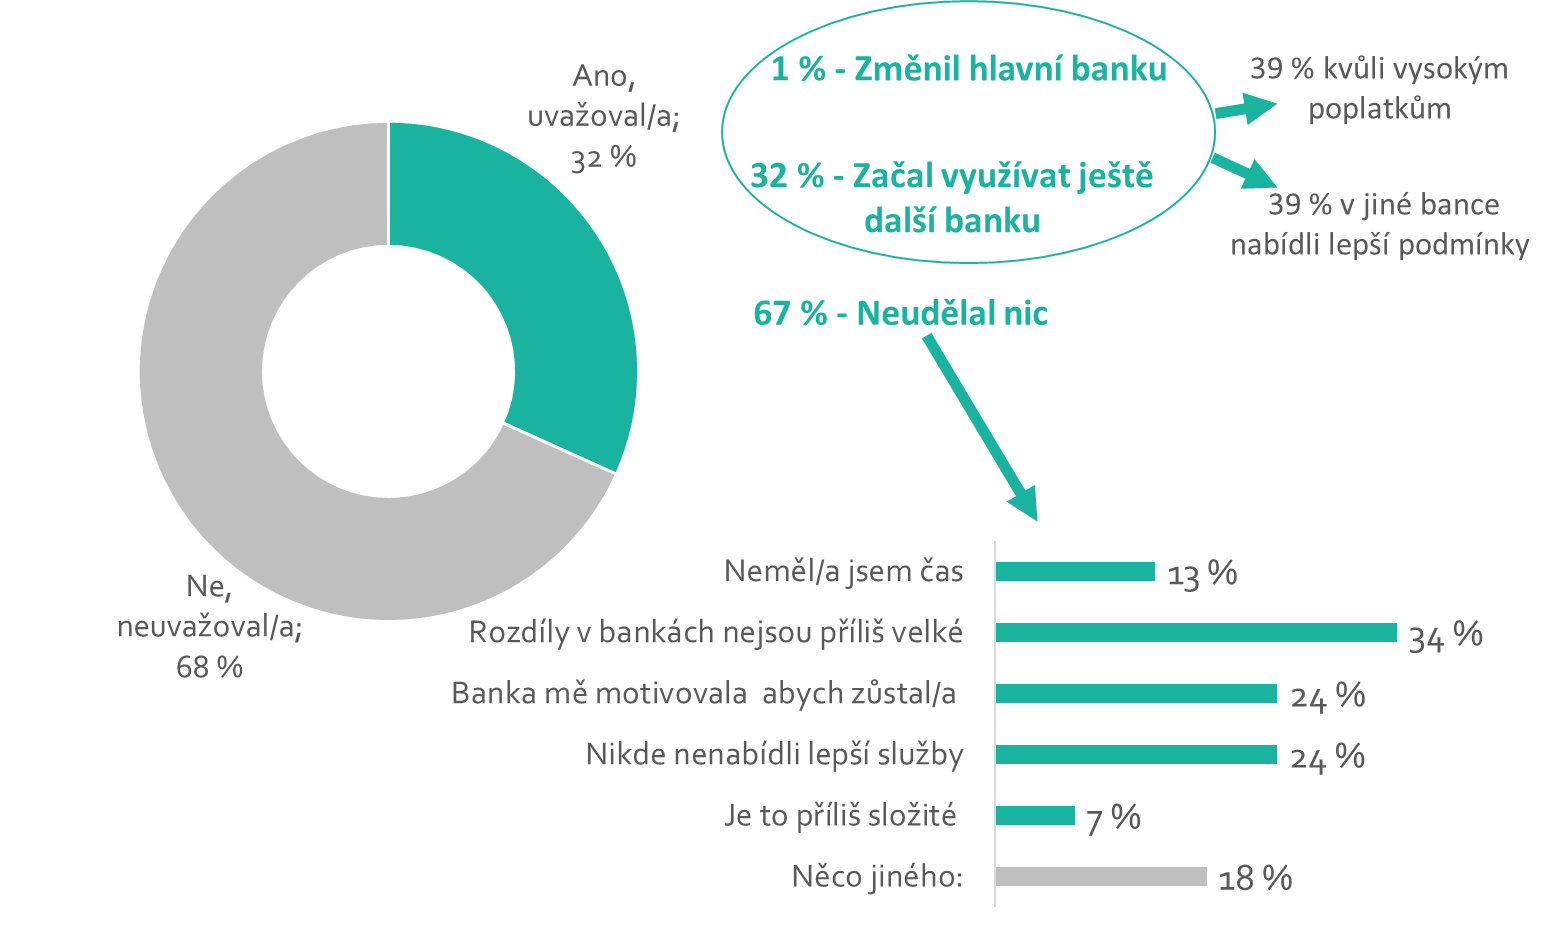 Ano,
uvažoval/a;
32 %
Ne,
neuvažoval/a;
68 %
1 % - Změnil hlavní banku
32 % - Začal využívat ještě
další banku
67 % - Neudělal nic
39 % kvůli vysokým
poplatkům
39 % v jiné bance
nabídli lepší podmínky
Neměl/a jsem čas 13 %
Rozdíly v bankách nejsou příliš velké 34 %
Banka mě motivovala  abych zůstal/a 24 %
Nikde nenabídli lepší služby 24 %
Je to příliš složité 7 %
Něco jiného: 18 %